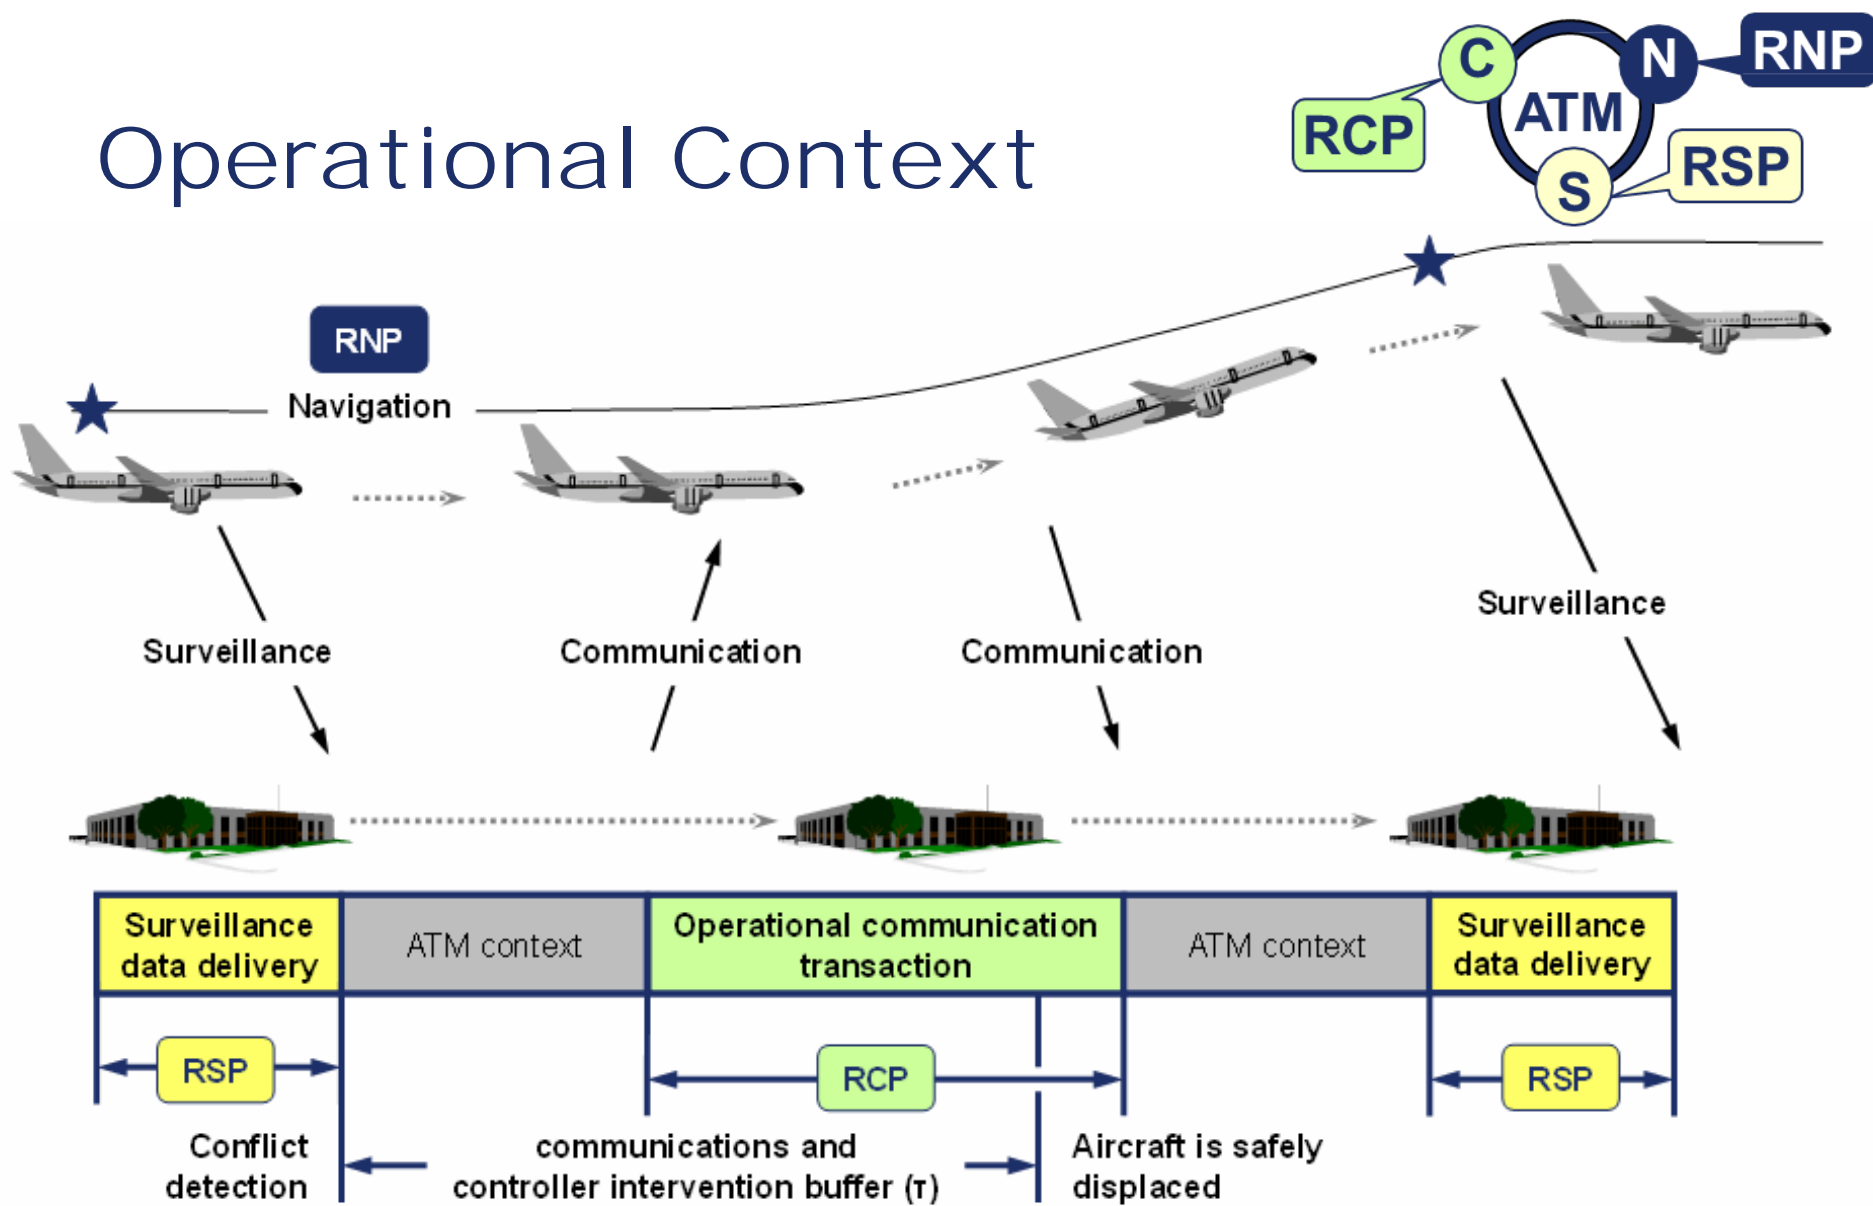 C
N
RNP
ATM
RCP
RSP
S
Operational Context
RNP
Navigation
Surveillance
Communication
Communication
Surveillance
Surveillance
data delivery
ATM context
Operational communication
transaction
ATM context
Surveillance
data delivery
RSP
RCP
RSP
Conflict
detection
communications and
controller intervention buffer (τ)
Aircraft is safely
displaced